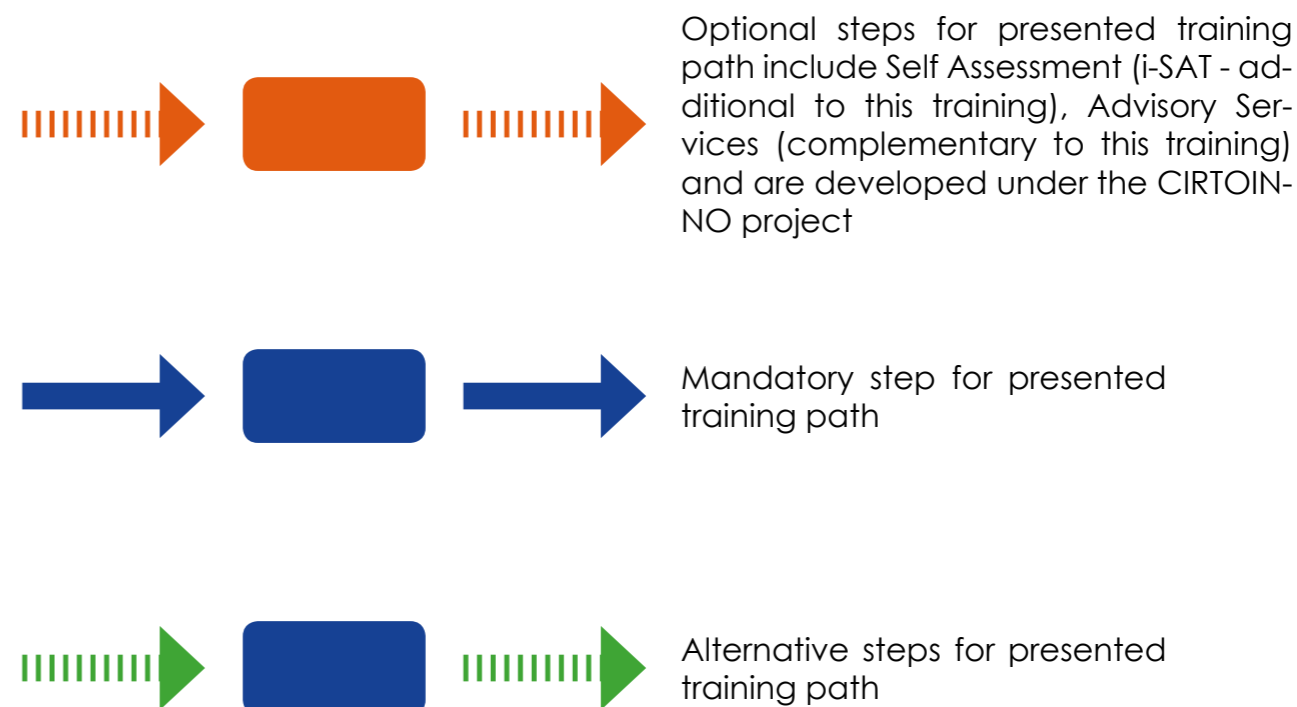 Optional steps for presented training
path include Self Assessment (i-SAT - ad-
ditional to this training), Advisory Ser-
vices (complementary to this training)
and are developed under the CIRTOIN-
NO project
Mandatory step for presented
training path
Alternative steps for presented
training path